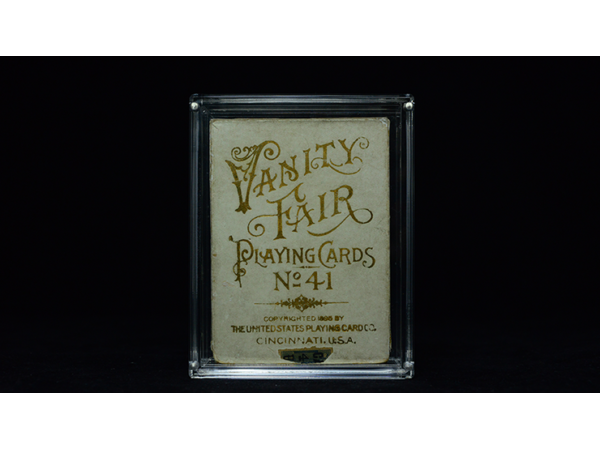 VANITY
FAIR
PLAYING CARDS
No 41
COPYRIGHTED 1895 BY
THE UNITED STATES PLAYING CARD CO.
CINCINNATI, U.S.A.